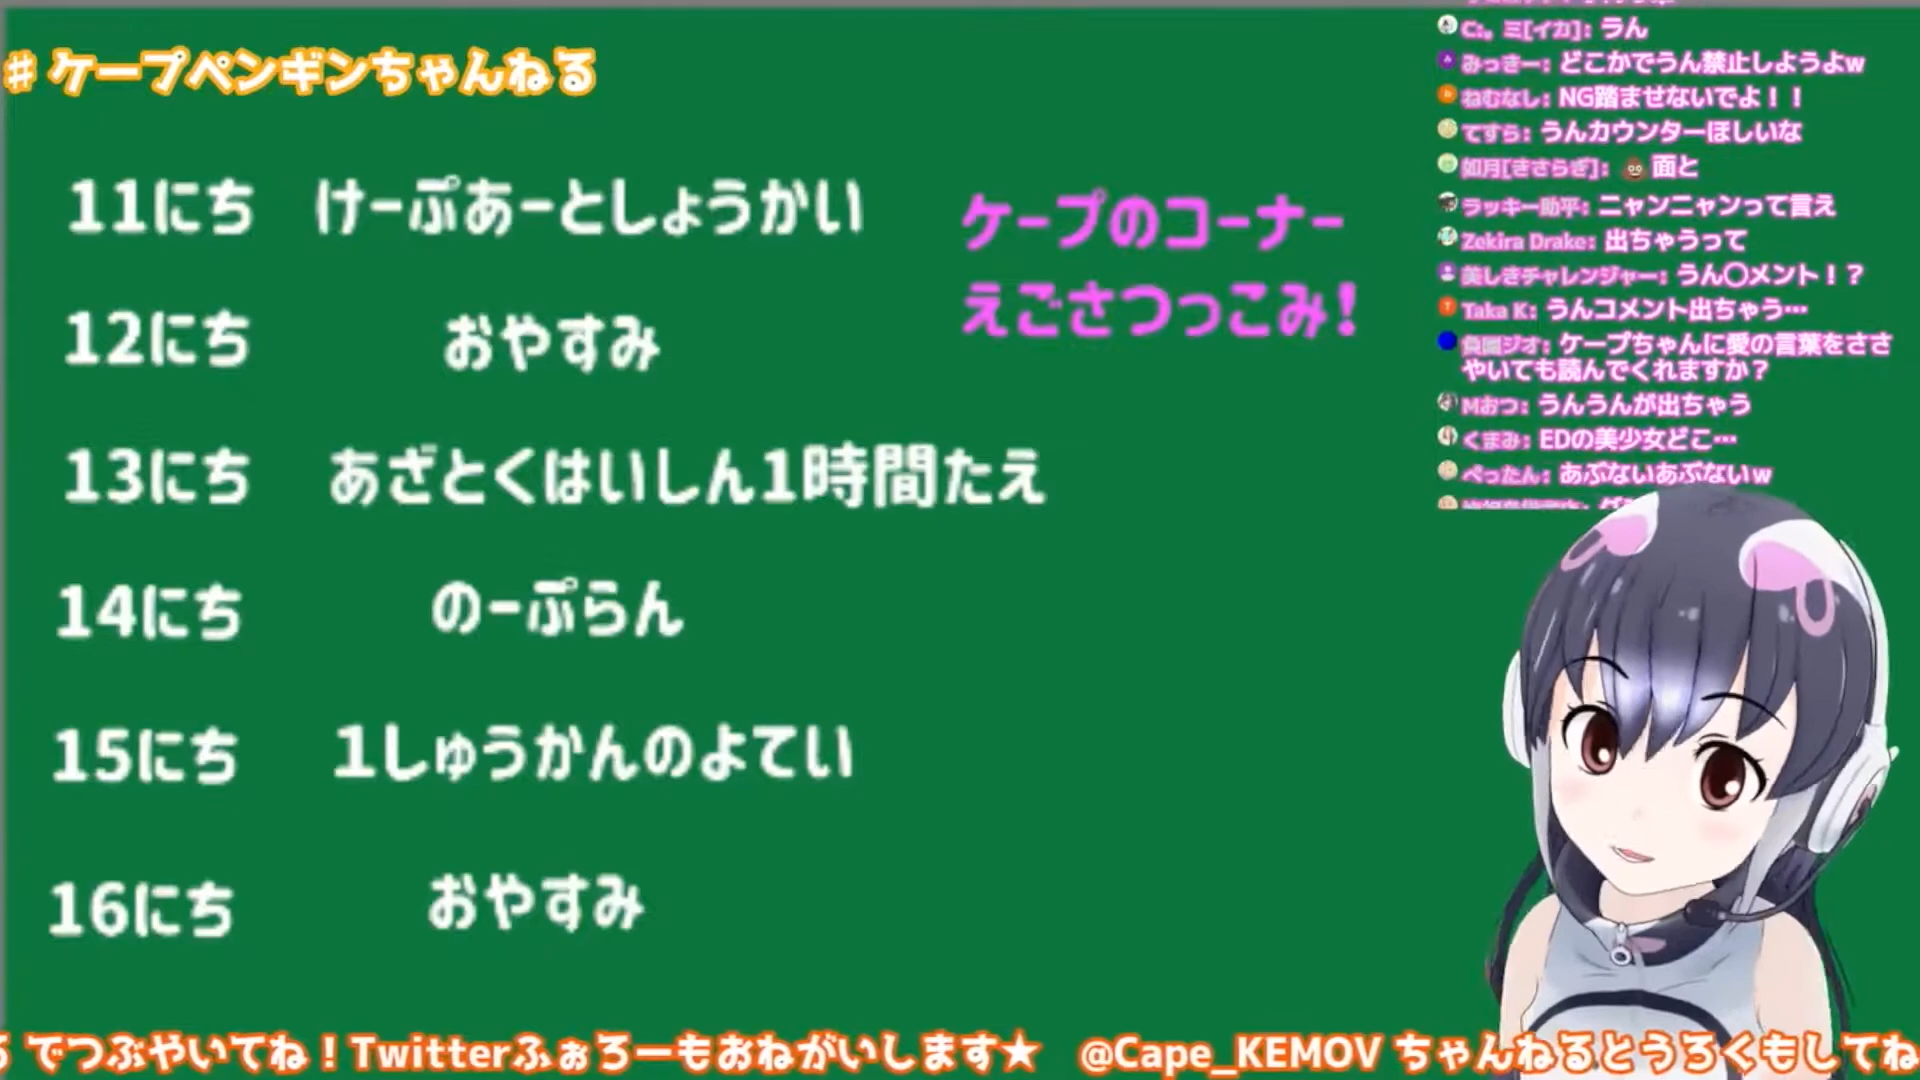 #ケープペンギンちゃんねる
11にち けーぷあーとしょうかい
12にち おやすみ
13にち あざとくはいしん1時間たえ
14にち のーぷらん
15にち 1しゅうかんのよてい
16にち おやすみ
ケープのコーナー
えごさつっこみ!
C:。ミ[イカ]: うん
みっきー: どこかでうん禁止しようよw
ねむなし: NG踏ませないでよ！！
てすら: うんカウンターほしいな
如月[きさらぎ]: 💩面と
ラッキー助平: ニャンニャンって言え
Zekira Drake: 出ちゃうって
美しきチャレンジャー: うん〇メント！？
Taka K: うんコメント出ちゃう…
ジオ: ケープちゃんに愛の言葉をささ
やいても読んでくれますか？
Mおつ: うんうんが出ちゃう
くまみ: EDの美少女どこ…
ぺったん: あぶないあぶないw
でつぶやいてね！Twitterふぉろーもおねがいします★ @Cape_KEMOV ちゃんねるとうろくもしてね